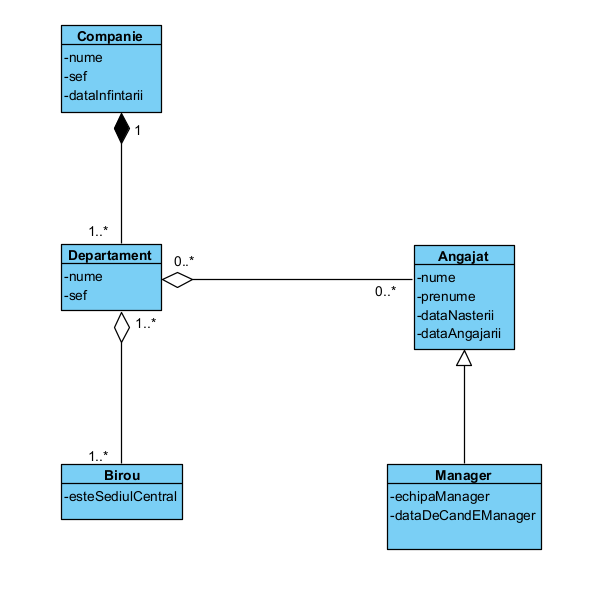 Companie
-nume
-sef
-dataInfintarii
1
1..*
Departament
-nume
-sef
0..*
0..*
Angajat
-nume
-prenume
-dataNasterii
-dataAngajarii
1..*
1..*
Birou
-esteSediulCentral
Manager
-echipaManager
-dataDeCandEManager